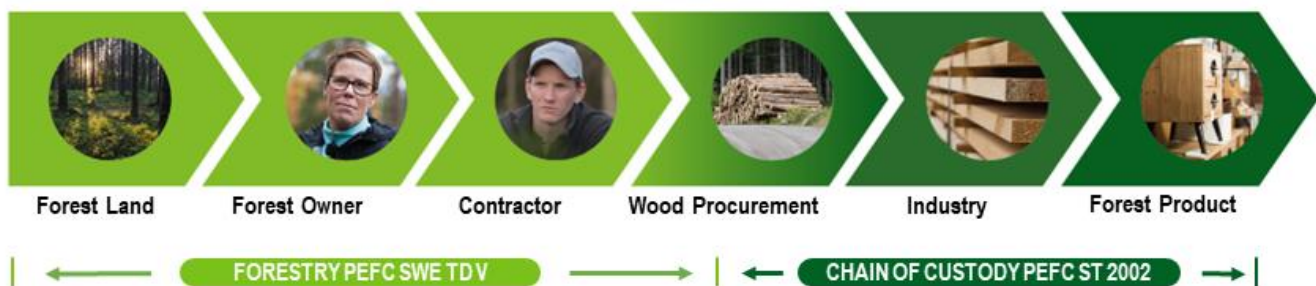 Forest Land
Forest Owner
Contractor
Wood Procurement
Industry
Forest Product
FORESTRY PEFC SWE TD V
CHAIN OF CUSTODY PEFC ST 2002